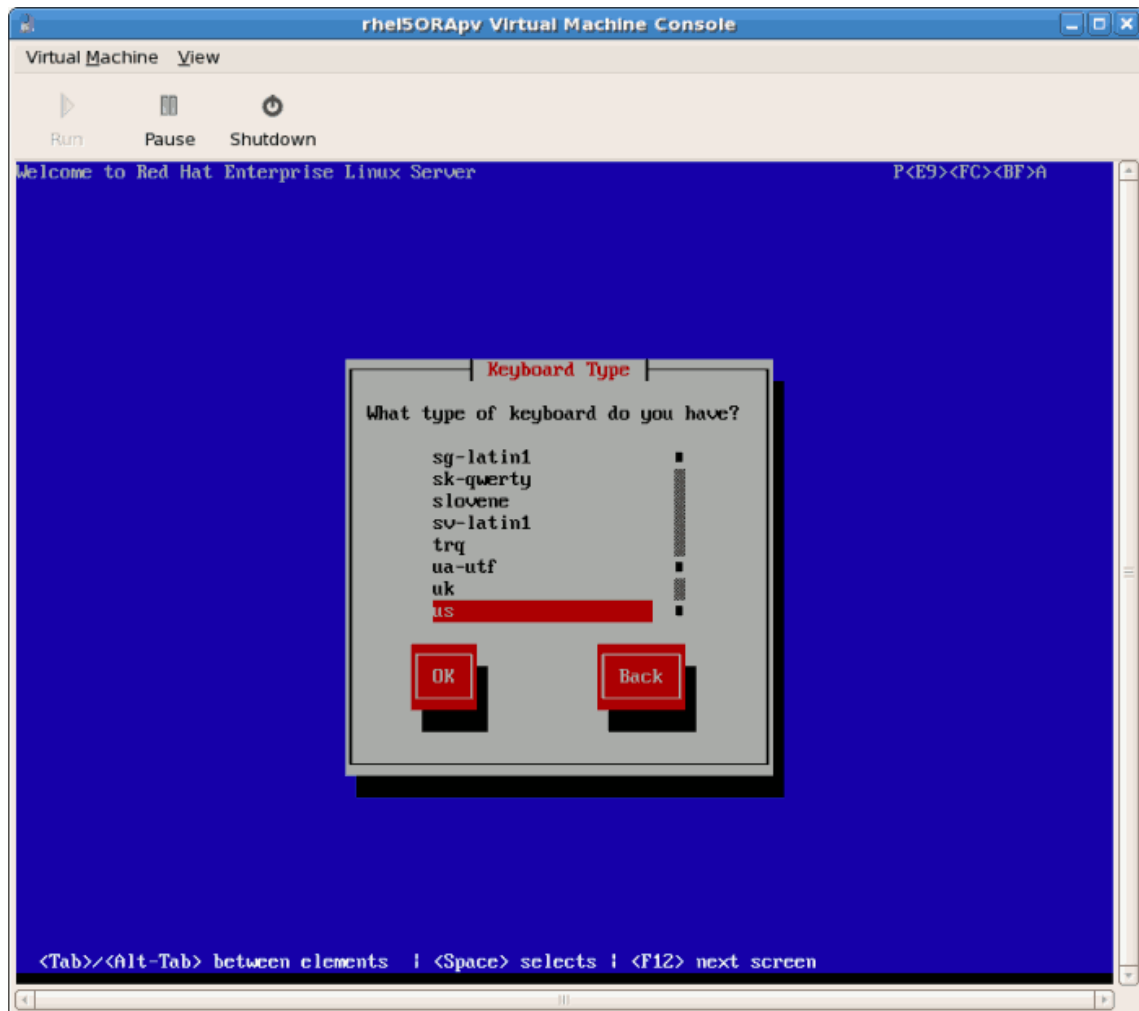 rhel5ORApv Virtual Machine Console
Virtual Machine View
Run Pause Shutdown
Welcome to Red Hat Enterprise Linux Server P<E9><FC><BF>A
Keyboard Type
What type of keyboard do you have?
sg-latin1
sk-qwerty
slovene
sv-latin1
trq
ua-utf
uk
us
OK Back
<Tab>/<Alt-Tab> between elements | <Space> selects | <F12> next screen